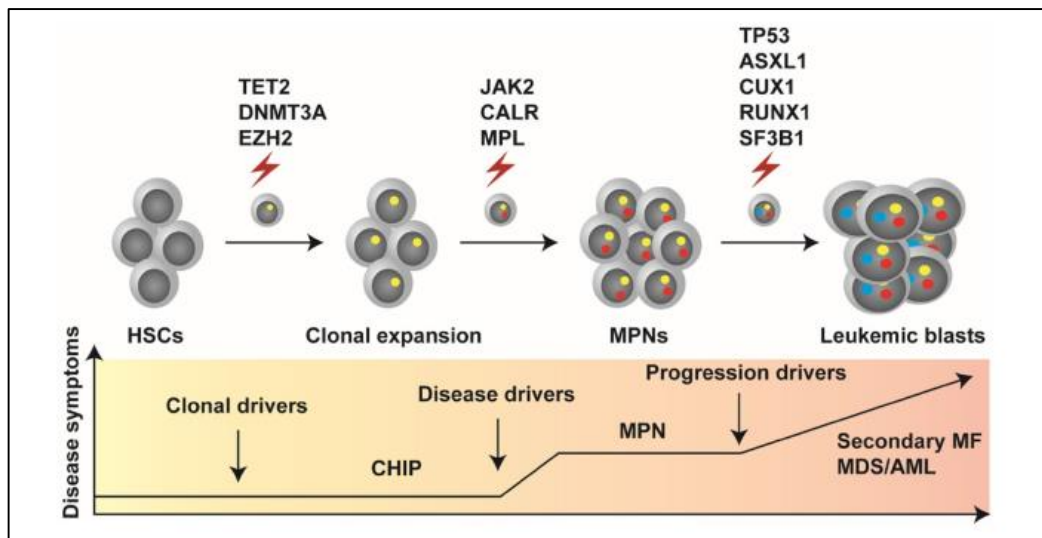 TET2
DNMT3A
EZH2
JAK2
CALR
MPL
TP53
ASXL1
CUX1
RUNX1
SF3B1
HSCs
Clonal expansion
MPNs
Leukemic blasts
Disease symptoms
Clonal drivers
CHIP
Disease drivers
MPN
Progression drivers
Secondary MF
MDS/AML